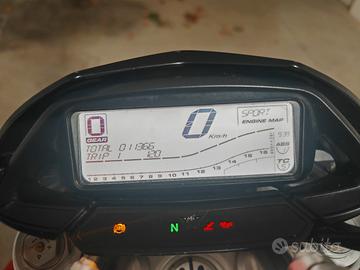 0
GEAR
0
Km/h
SPORT
ENGINE MAP
TOTAL 011366
TRIP 1 120
ABS
TC
1 2 3 4 5 6 7 8 9 10 11 12 13 14 15 16
N
subito